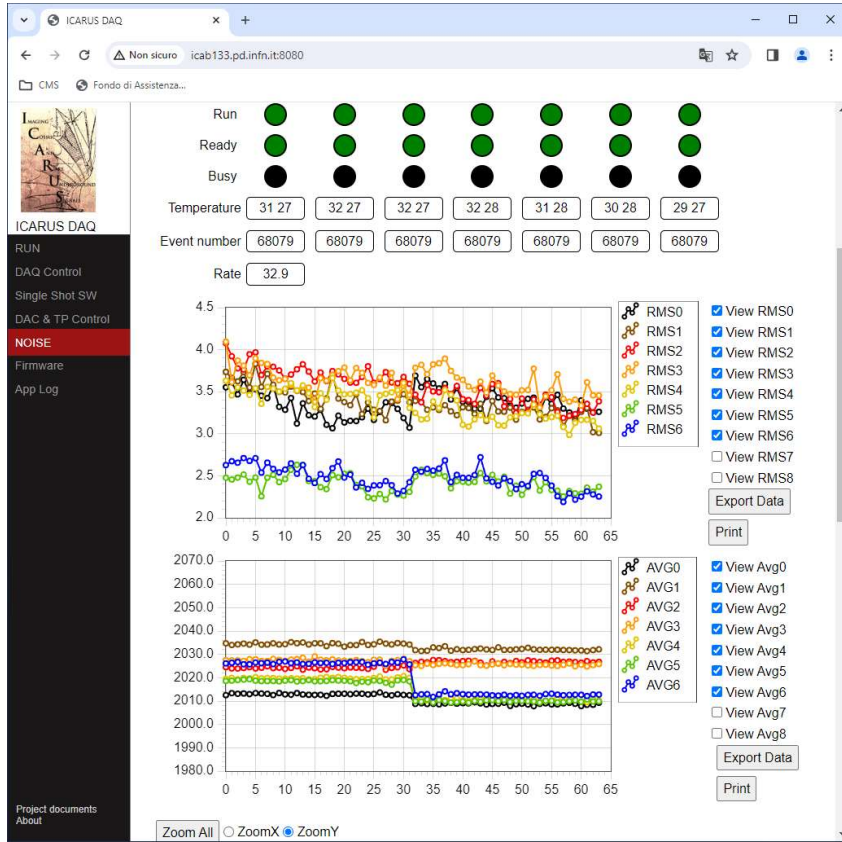 ICARUS DAQ
Non sicuro icab133.pd.infn.it:8080
CMS Fondo di Assistenza...
IMAGING
COSMIC
AND
RARE
UNDERGROUND
SIGNALS
ICARUS DAQ
RUN
DAQ Control
Single Shot SW
DAC & TP Control
NOISE
Firmware
App Log
Project documents
About
Run
Ready
Busy
Temperature 31 27 32 27 32 27 32 28 31 28 30 28 29 27
Event number 68079 68079 68079 68079 68079 68079 68079
Rate 32.9
4.5
4.0
3.5
3.0
2.5
2.0
0 5 10 15 20 25 30 35 40 45 50 55 60 65
RMS0
RMS1
RMS2
RMS3
RMS4
RMS5
RMS6
View RMS0
View RMS1
View RMS2
View RMS3
View RMS4
View RMS5
View RMS6
View RMS7
View RMS8
Export Data
Print
2070.0
2060.0
2050.0
2040.0
2030.0
2020.0
2010.0
2000.0
1990.0
1980.0
0 5 10 15 20 25 30 35 40 45 50 55 60 65
AVG0
AVG1
AVG2
AVG3
AVG4
AVG5
AVG6
View Avg0
View Avg1
View Avg2
View Avg3
View Avg4
View Avg5
View Avg6
View Avg7
View Avg8
Export Data
Print
Zoom All ZoomX ZoomY